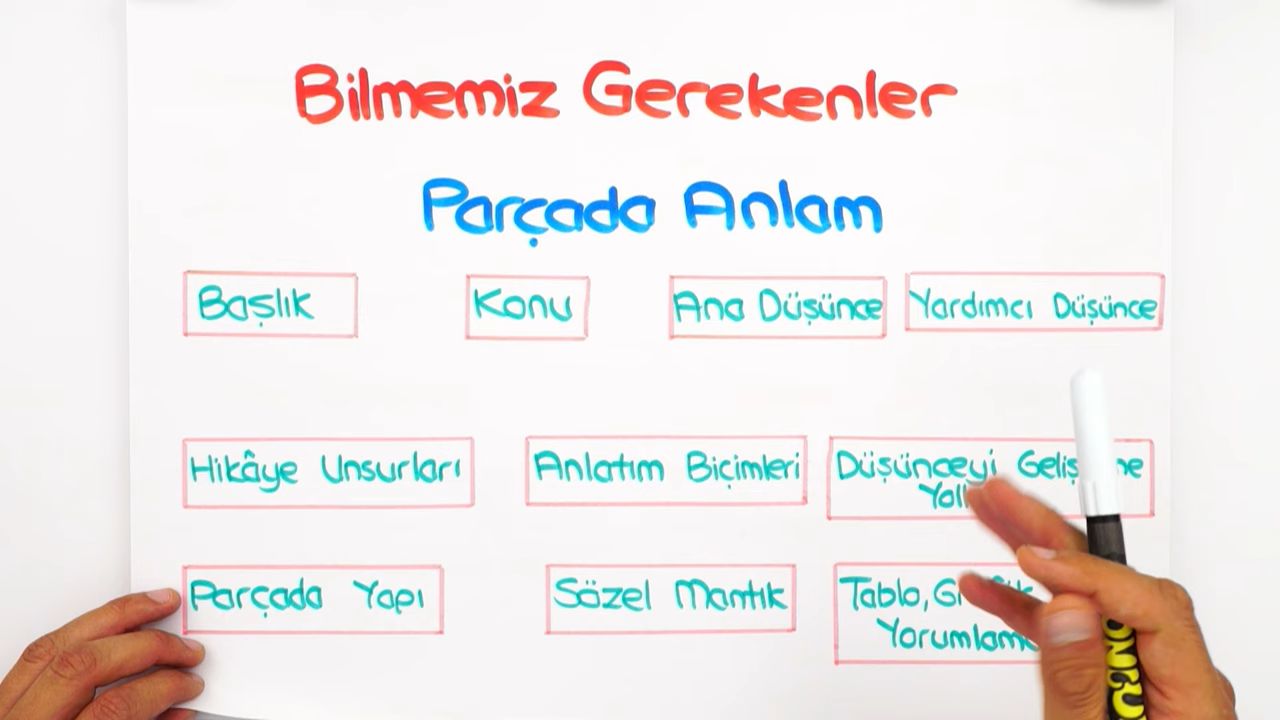 Bilmemiz Gerekenler
Parçada Anlam
Başlık
Konu
Ana Düşünce
Yardımcı Düşünce
Hikâye Unsurları
Anlatım Biçimleri
Düşünceyi
Parçada Yapı
Sözel Mantık
Tablo,